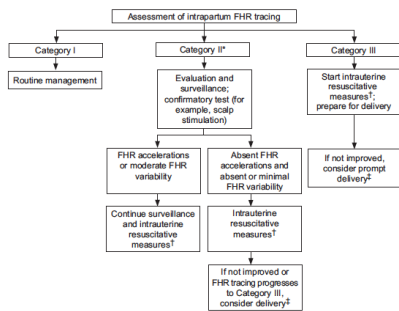 Assessment of intrapartum FHR tracing
Category I
Category II*
Category III
Routine management
Evaluation and
surveillance;
confirmatory test (for
example, scalp
stimulation)
Start intrauterine
resuscitative
measures†;
prepare for delivery
FHR accelerations
or moderate FHR
variability
Absent FHR
accelerations and
absent or minimal
FHR variability
If not improved,
consider prompt
delivery‡
Continue surveillance
and intrauterine
resuscitative
measures†
Intrauterine
resuscitative
measures†
If not improved or
FHR tracing progresses
to Category III,
consider delivery‡